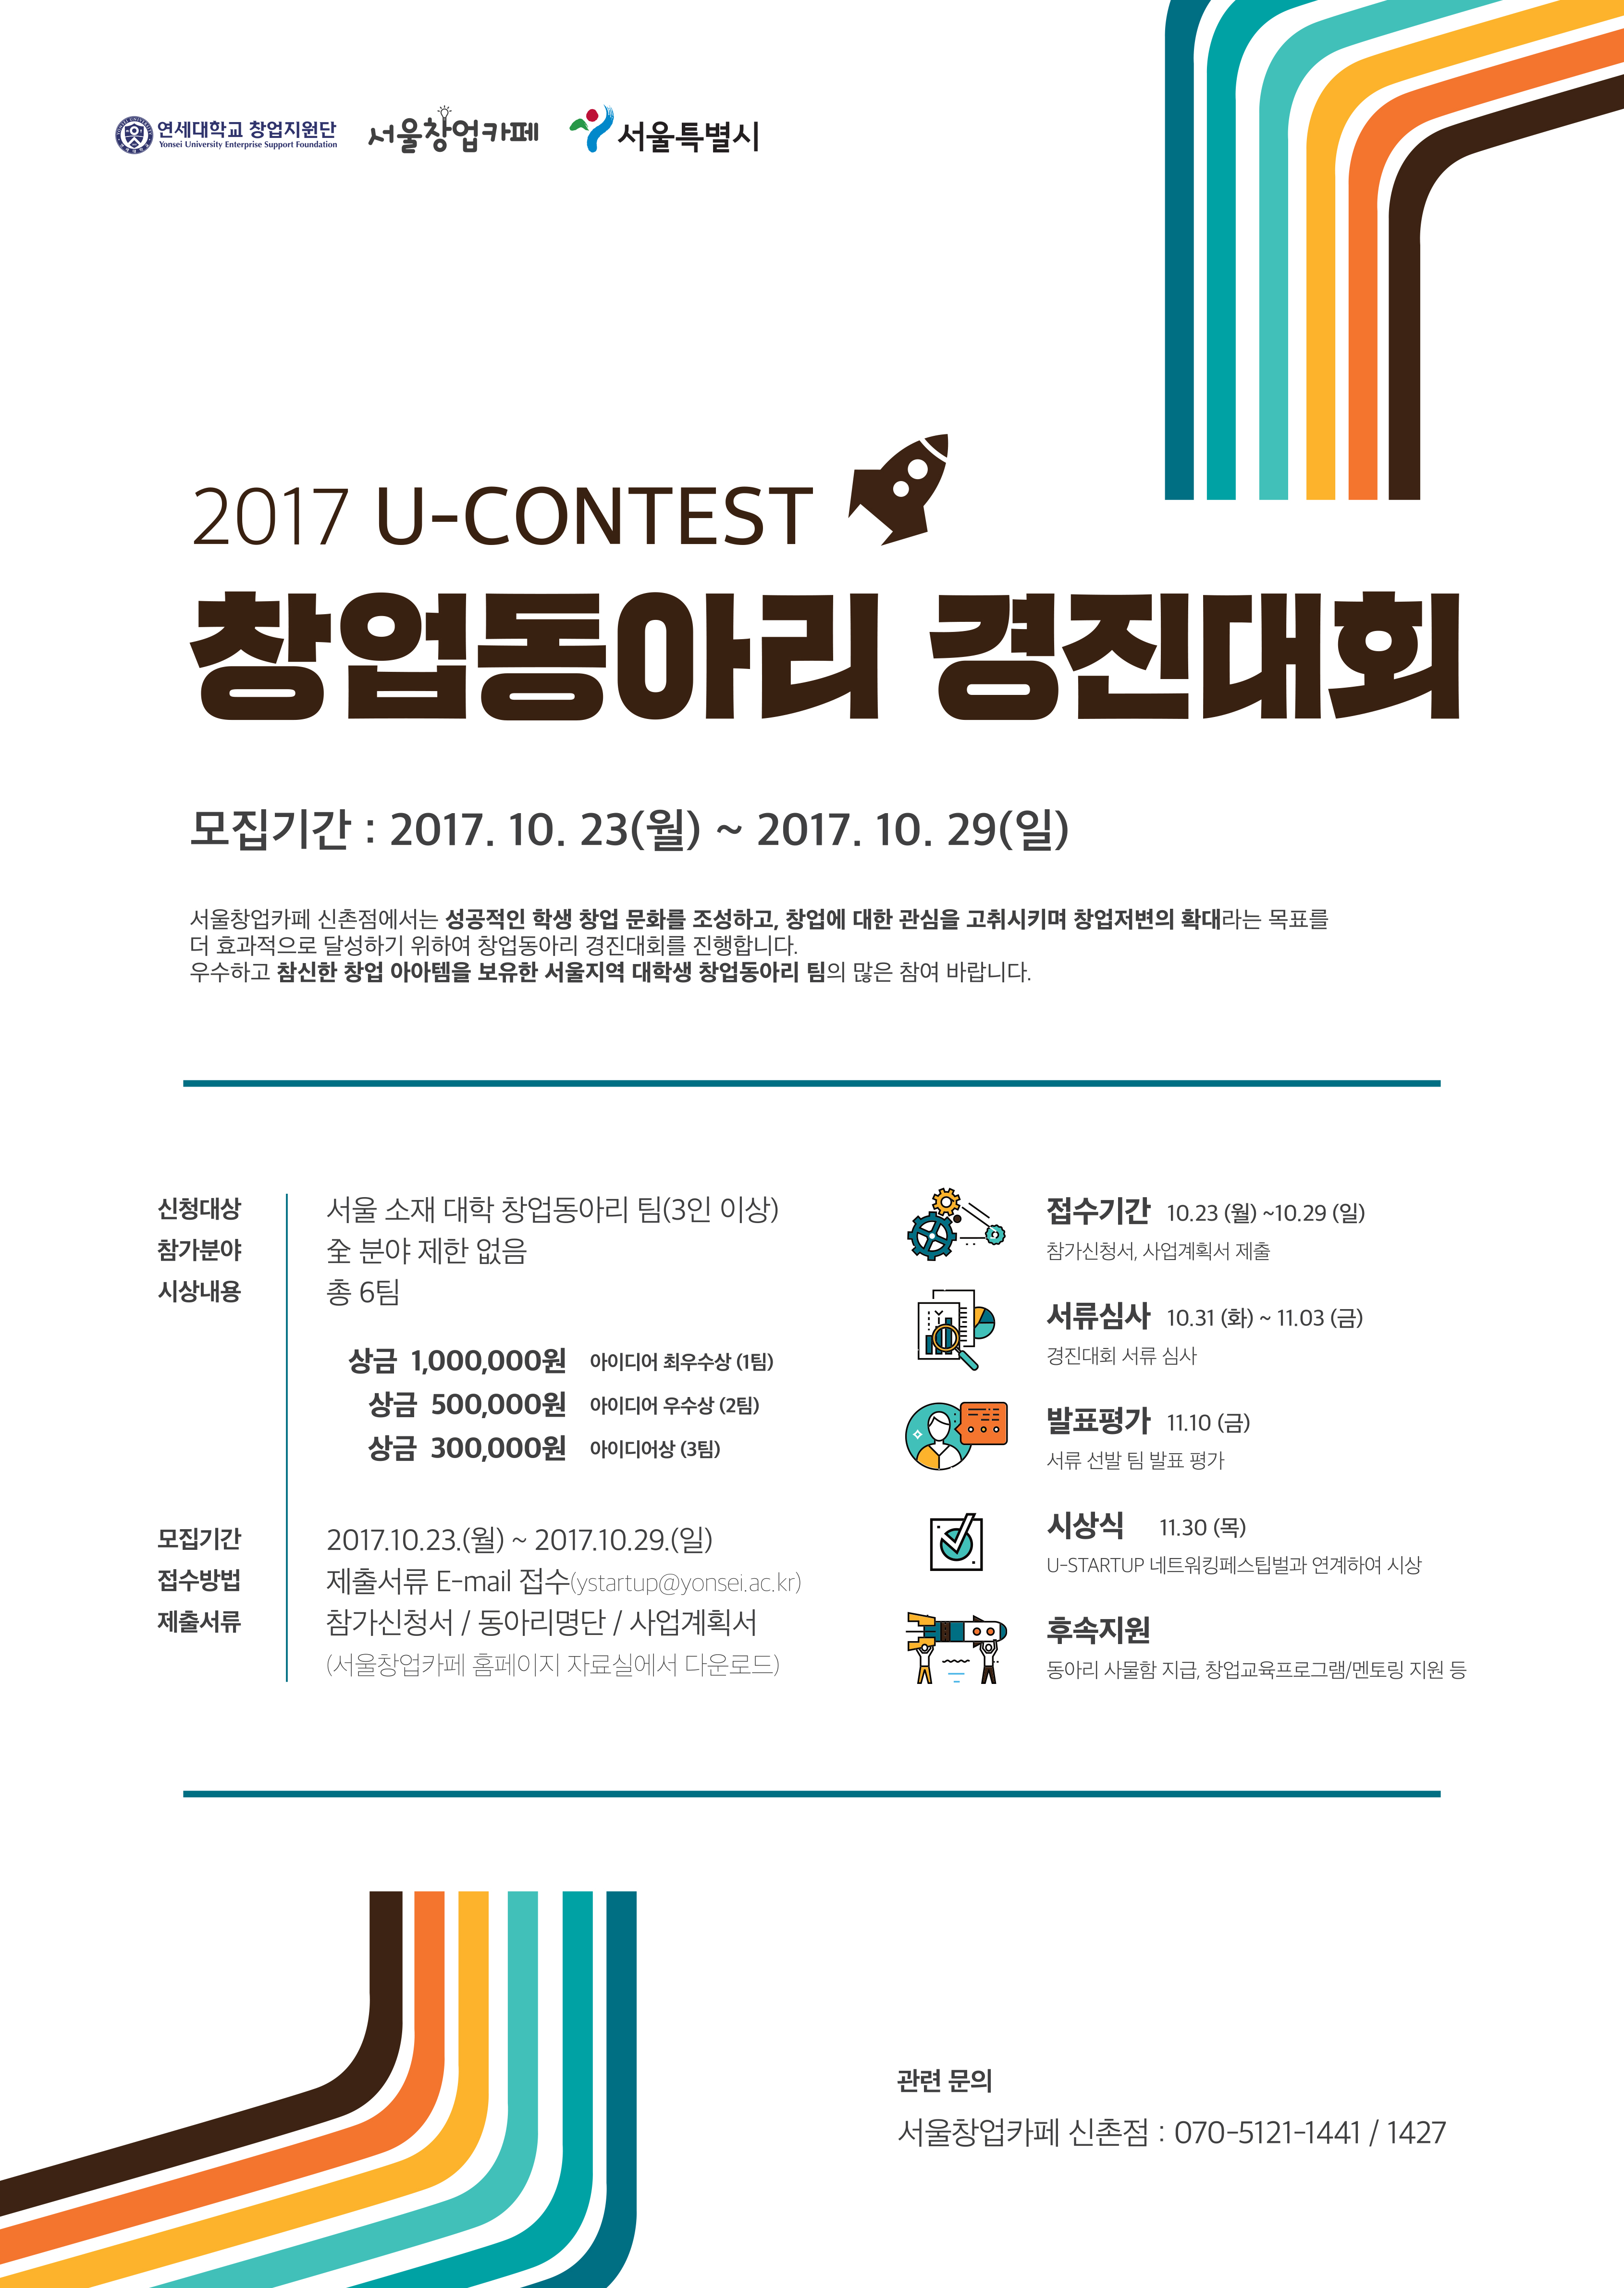 연세대학교 창업지원단
Yonsei University Enterprise Support Foundation
서울창업카페
서울특별시
2017 U-CONTEST
창업동아리 경진대회
모집기간 : 2017. 10. 23(월) ~ 2017. 10. 29(일)
서울창업카페 신촌점에서는 성공적인 학생 창업 문화를 조성하고, 창업에 대한 관심을 고취시키며 창업저변의 확대라는 목표를
더 효과적으로 달성하기 위하여 창업동아리 경진대회를 진행합니다.
우수하고 참신한 창업 아아템을 보유한 서울지역 대학생 창업동아리 팀의 많은 참여 바랍니다.
신청대상 서울 소재 대학 창업동아리 팀(3인 이상)
참가분야 全 분야 제한 없음
시상내용 총 6팀
상금 1,000,000원 아이디어 최우수상 (1팀)
상금 500,000원 아이디어 우수상 (2팀)
상금 300,000원 아이디어상 (3팀)
모집기간 2017.10.23.(월) ~ 2017.10.29.(일)
접수방법 제출서류 E-mail 접수(ystartup@yonsei.ac.kr)
제출서류 참가신청서 / 동아리명단 / 사업계획서
(서울창업카페 홈페이지 자료실에서 다운로드)
접수기간 10.23 (월) ~10.29 (일)
참가신청서, 사업계획서 제출
서류심사 10.31 (화) ~ 11.03 (금)
경진대회 서류 심사
발표평가 11.10 (금)
서류 선발 팀 발표 평가
시상식 11.30 (목)
U-STARTUP 네트워킹페스팁벌과 연계하여 시상
후속지원
동아리 사물함 지급, 창업교육프로그램/멘토링 지원 등
관련 문의
서울창업카페 신촌점 : 070-5121-1441 / 1427